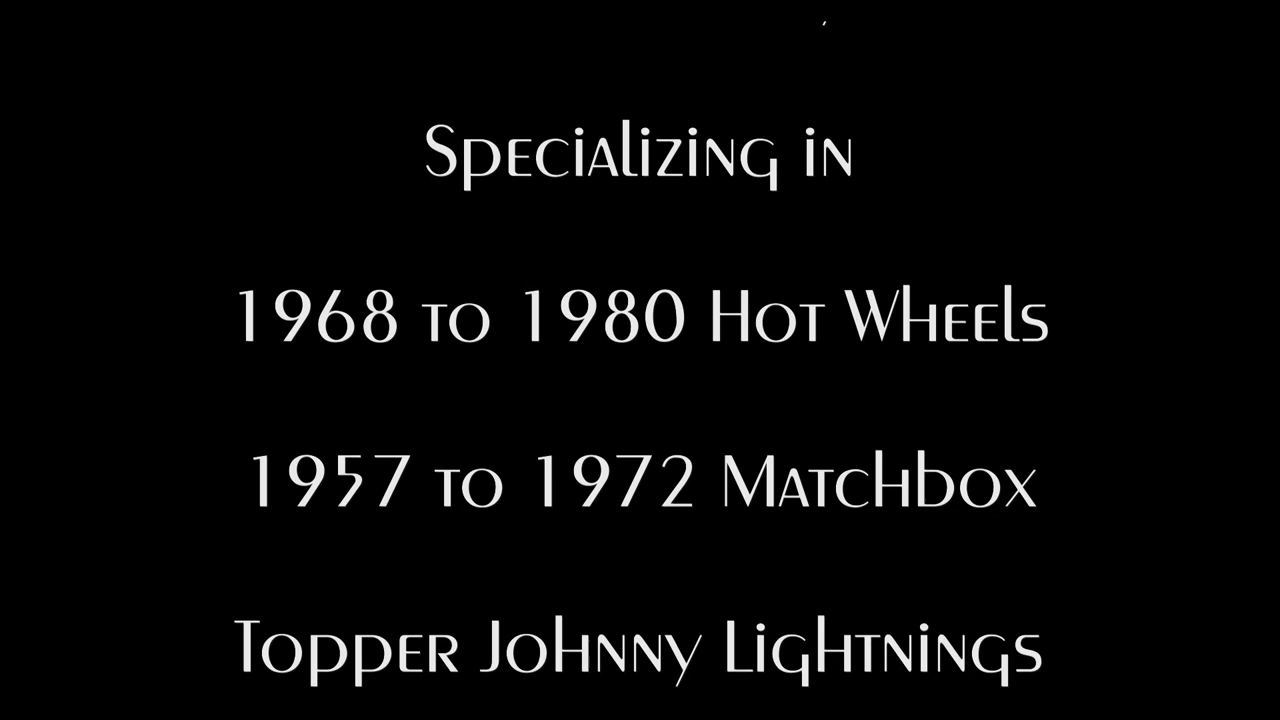 Specializing in
1968 to 1980 Hot Wheels
1957 to 1972 Matchbox
Topper Johnny Lightnings